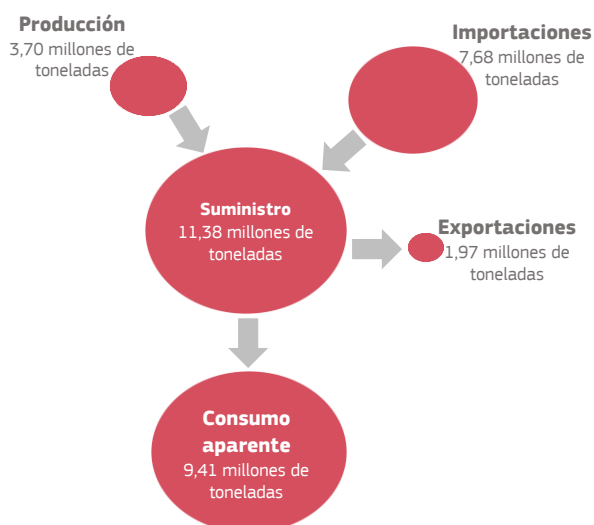 Producción
3,70 millones de
toneladas
Importaciones
7,68 millones de
toneladas
Suministro
11,38 millones de
toneladas
Exportaciones
1,97 millones de
toneladas
Consumo
aparente
9,41 millones de
toneladas